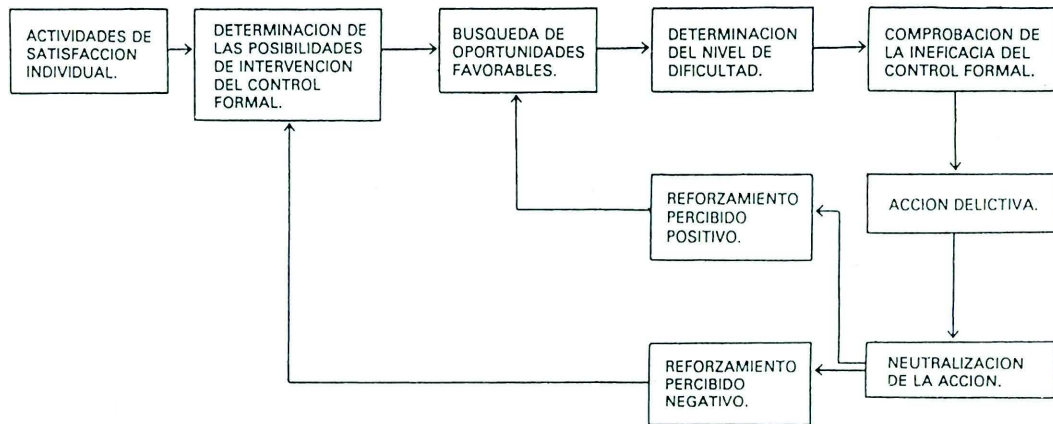 ACTIVIDADES DE
SATISFACCION
INDIVIDUAL.
DETERMINACION DE
LAS POSIBILIDADES
DE INTERVENCION
DEL CONTROL
FORMAL.
BUSQUEDA DE
OPORTUNIDADES
FAVORABLES.
DETERMINACION
DEL NIVEL DE
DIFICULTAD.
COMPROBACION DE
LA INEFICACIA DEL
CONTROL FORMAL.
ACCIÓN DELICTIVA.
REFORZAMIENTO
PERCIBIDO
POSITIVO.
NEUTRALIZACION
DE LA ACCION.
REFORZAMIENTO
PERCIBIDO
NEGATIVO.